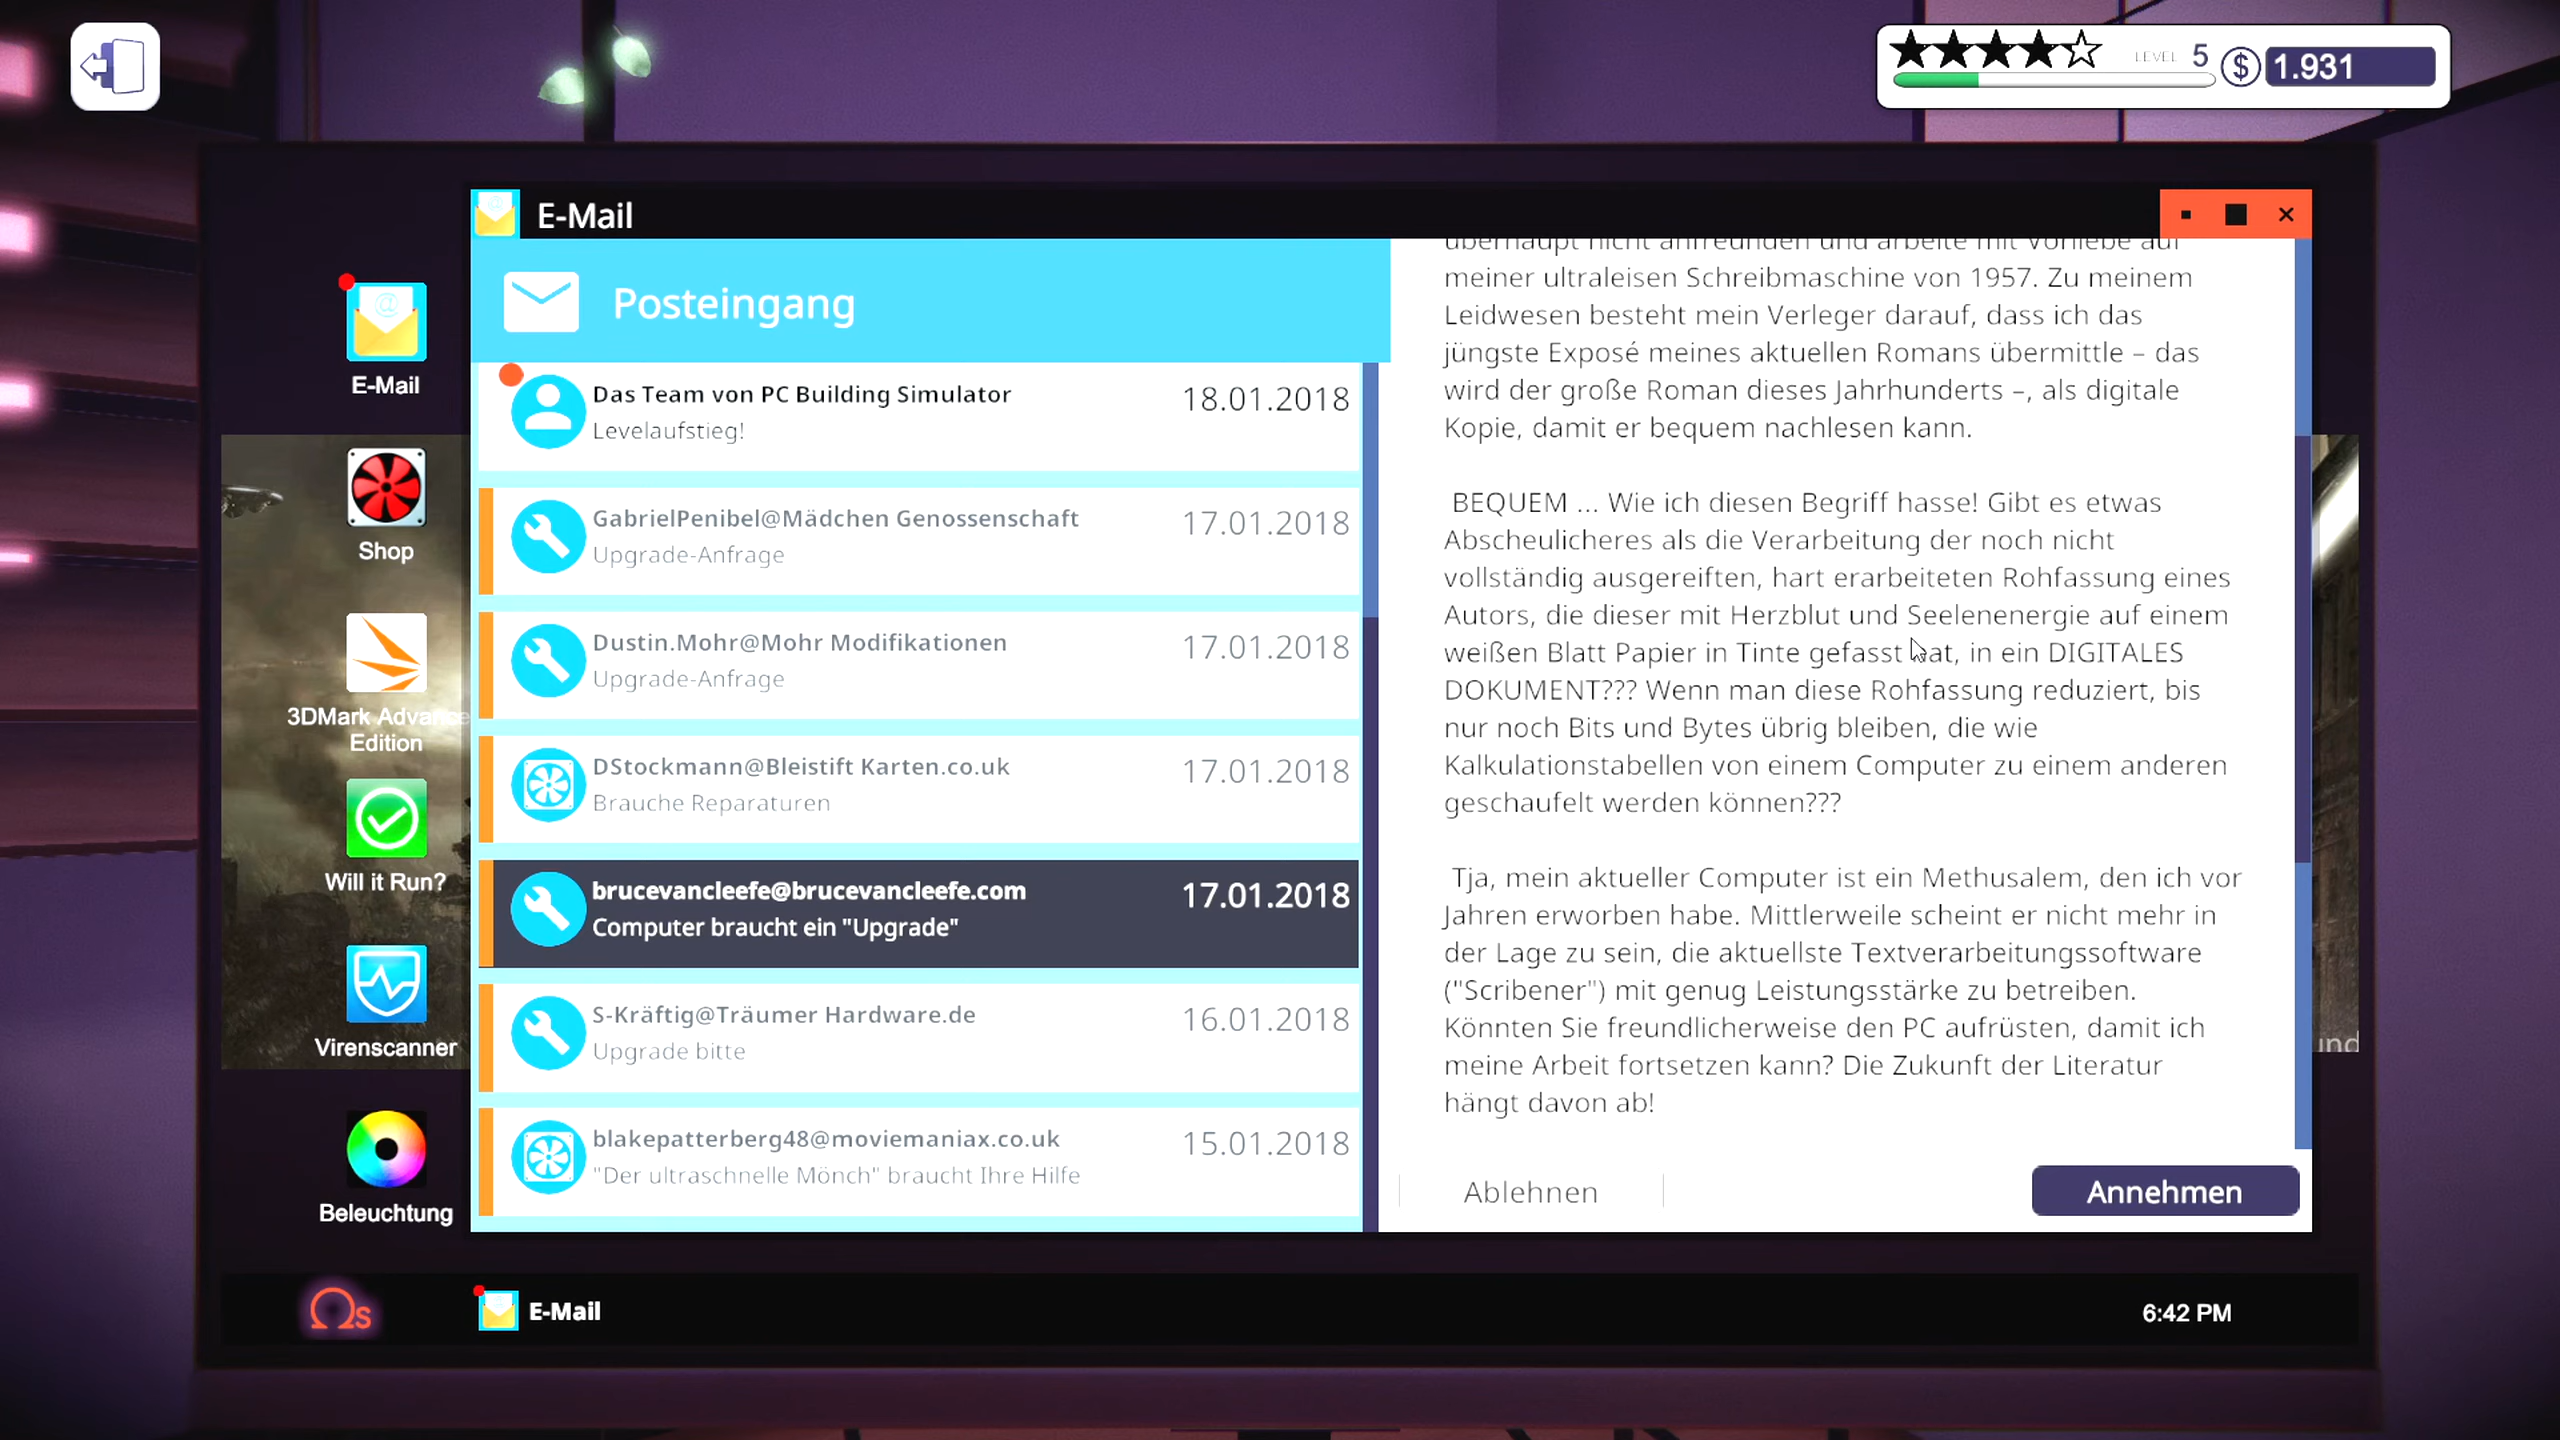 LEVEL 5 $ 1.931
E-Mail
Posteingang
E-Mail
Shop
3DMark Advance
Edition
Will it Run?
Virenscanner
Beleuchtung
Das Team von PC Building Simulator 18.01.2018
Levelaufstieg!
GabrielPenibel@Mädchen Genossenschaft 17.01.2018
Upgrade-Anfrage
Dustin.Mohr@Mohr Modifikationen 17.01.2018
Upgrade-Anfrage
DStockmann@Bleistift Karten.co.uk 17.01.2018
Brauche Reparaturen
brucevancleefe@brucevancleefe.com 17.01.2018
Computer braucht ein "Upgrade"
S-Kräftig@Träumer Hardware.de 16.01.2018
Upgrade bitte
blakepatterberg48@moviemaniax.co.uk 15.01.2018
"Der ultraschnelle Mönch" braucht Ihre Hilfe
überhaupt nicht anfreunden und arbeite mit Vorliebe auf
meiner ultraleisen Schreibmaschine von 1957. Zu meinem
Leidwesen besteht mein Verleger darauf, dass ich das
jüngste Exposé meines aktuellen Romans übermittle – das
wird der große Roman dieses Jahrhunderts –, als digitale
Kopie, damit er bequem nachlesen kann.
BEQUEM ... Wie ich diesen Begriff hasse! Gibt es etwas
Abscheulicheres als die Verarbeitung der noch nicht
vollständig ausgereiften, hart erarbeiteten Rohfassung eines
Autors, die dieser mit Herzblut und Seelenenergie auf einem
weißen Blatt Papier in Tinte gefasst hat, in ein DIGITALES
DOKUMENT??? Wenn man diese Rohfassung reduziert, bis
nur noch Bits und Bytes übrig bleiben, die wie
Kalkulationstabellen von einem Computer zu einem anderen
geschaufelt werden können???
Tja, mein aktueller Computer ist ein Methusalem, den ich vor
Jahren erworben habe. Mittlerweile scheint er nicht mehr in
der Lage zu sein, die aktuellste Textverarbeitungssoftware
("Scribener") mit genug Leistungsstärke zu betreiben.
Könnten Sie freundlicherweise den PC aufrüsten, damit ich
meine Arbeit fortsetzen kann? Die Zukunft der Literatur
hängt davon ab!
Ablehnen
Annehmen
Ωs
E-Mail
6:42 PM